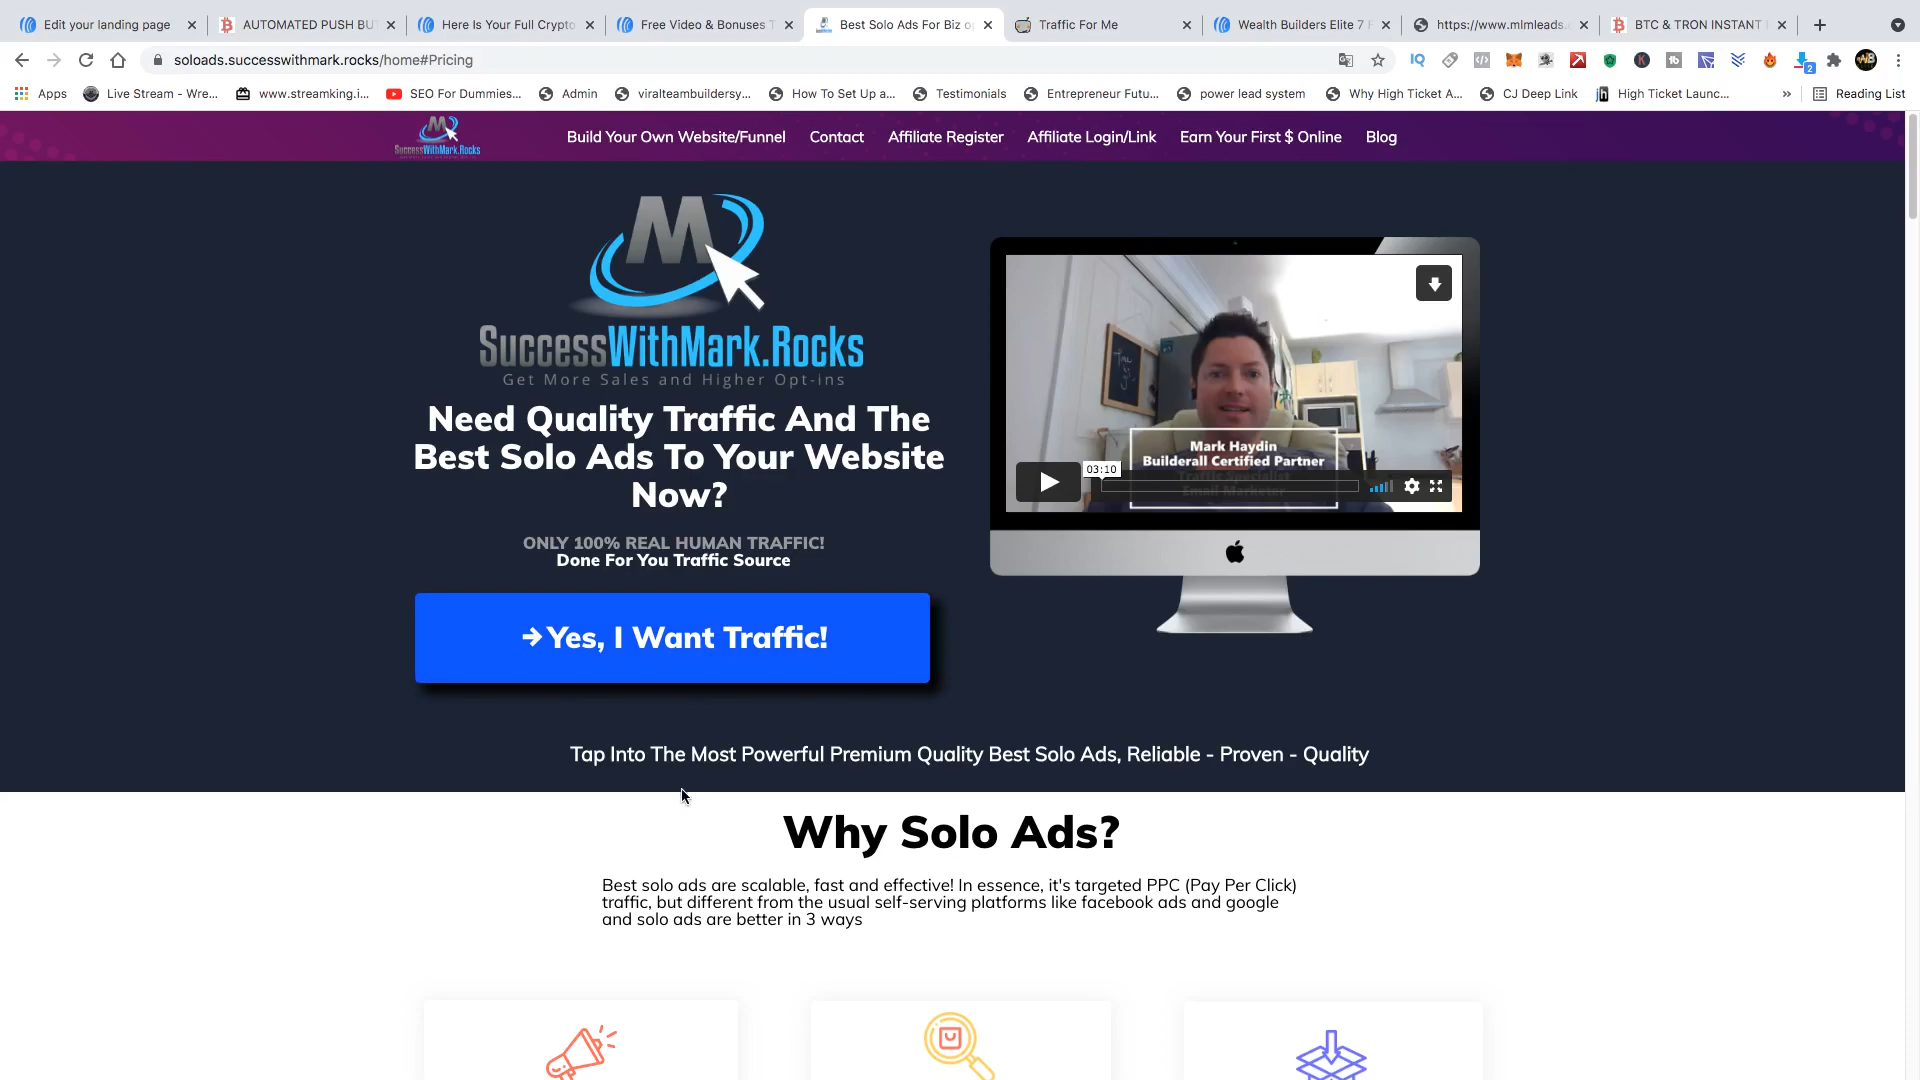 Edit your landing page
AUTOMATED PUSH BU
Here Is Your Full Crypto
Free Video & Bonuses T
Best Solo Ads For Biz o
Traffic For Me
Wealth Builders Elite 7 F
https://www.mlmleads.c
BTC & TRON INSTANT
soloads.successwithmark.rocks/home#Pricing
Apps
Live Stream - Wre...
www.streamking.i...
SEO For Dummies...
Admin
viralteambuildersy...
How To Set Up a...
Testimonials
Entrepreneur Futu...
power lead system
Why High Ticket A...
CJ Deep Link
High Ticket Launc...
»
Reading List
SuccessWithMark.Rocks
Build Your Own Website/Funnel
Contact
Affiliate Register
Affiliate Login/Link
Earn Your First $ Online
Blog
M
SuccessWithMark.Rocks
Get More Sales and Higher Opt-ins
Need Quality Traffic And The
Best Solo Ads To Your Website
Now?
ONLY 100% REAL HUMAN TRAFFIC!
Done For You Traffic Source
Yes, I Want Traffic!
Mark Haydin
Builderall Certified Partner
Traffic Specialist
Email Marketer
03:10
Tap Into The Most Powerful Premium Quality Best Solo Ads, Reliable - Proven - Quality
Why Solo Ads?
Best solo ads are scalable, fast and effective! In essence, it's targeted PPC (Pay Per Click)
traffic, but different from the usual self-serving platforms like facebook ads and google
and solo ads are better in 3 ways